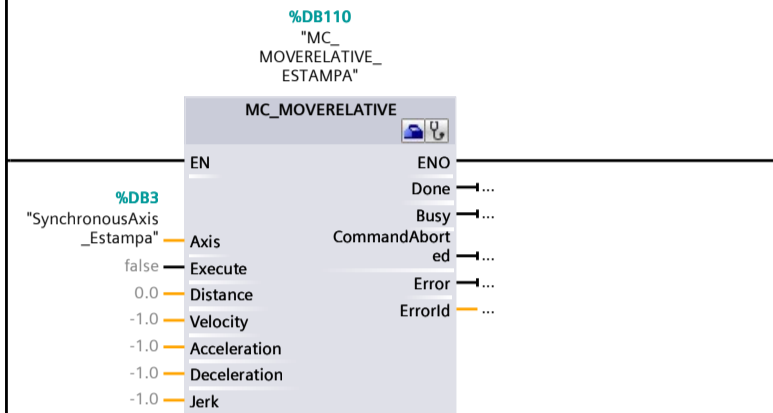 %DB110
"MC_
MOVERELATIVE_
ESTAMPA"
MC_MOVERELATIVE
EN
ENO
%DB3
Done
...
"SynchronousAxis
Busy
...
_Estampa"
Axis
CommandAbort
ed
...
false
Execute
Error
...
0.0
Distance
ErrorId
...
-1.0
Velocity
-1.0
Acceleration
-1.0
Deceleration
-1.0
Jerk